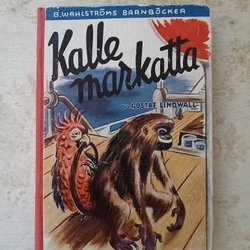 B. WAHLSTRÖMS BARNBÖCKER
Kalle
markatta
AV GUSTAF LINDWALL